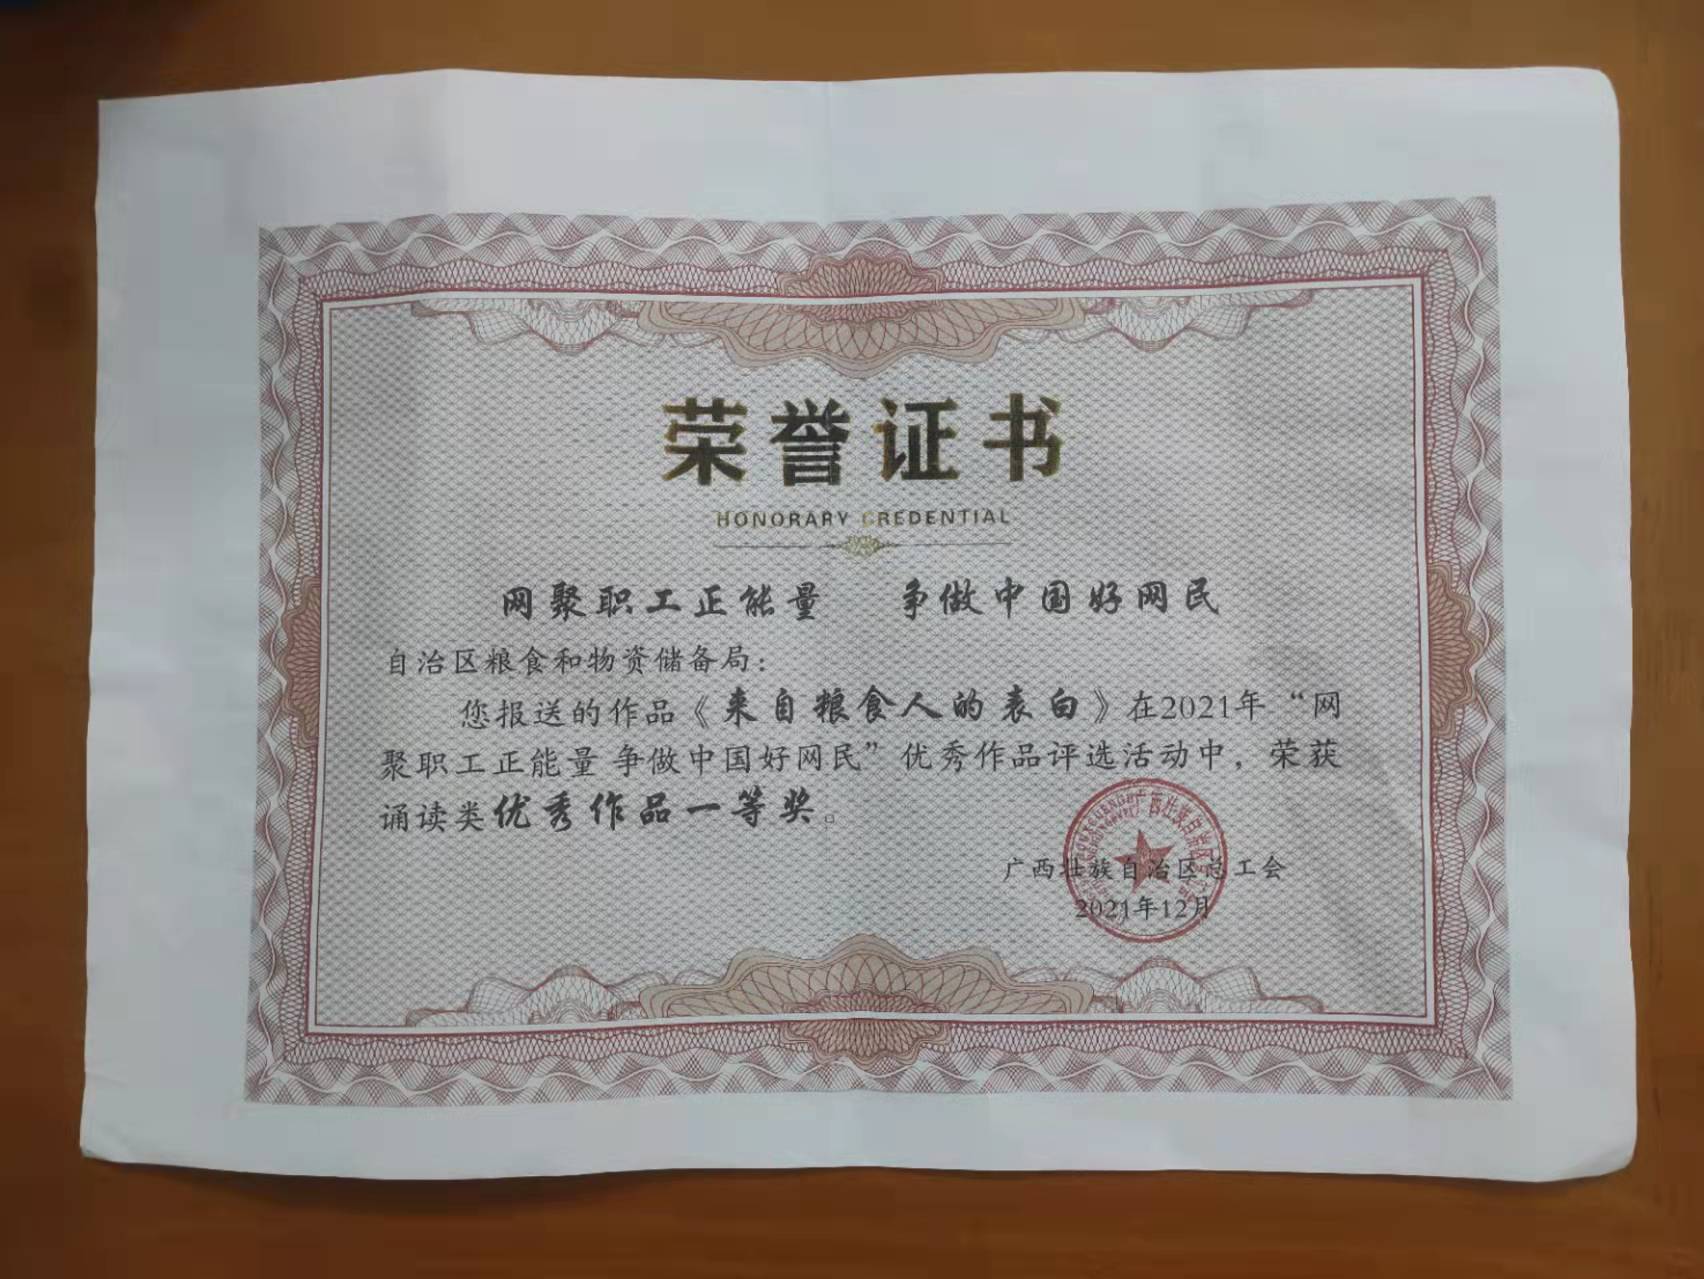 荣誉证书
HONORARY CREDENTIAL
网聚职工正能量 争做中国好网民
自治区粮食和物资储备局：
您报送的作品《来自粮食人的表白》在2021年“网
聚职工正能量 争做中国好网民”优秀作品评选活动中，荣获
诵读类优秀作品一等奖。
广西壮族自治区总工会
2021年12月